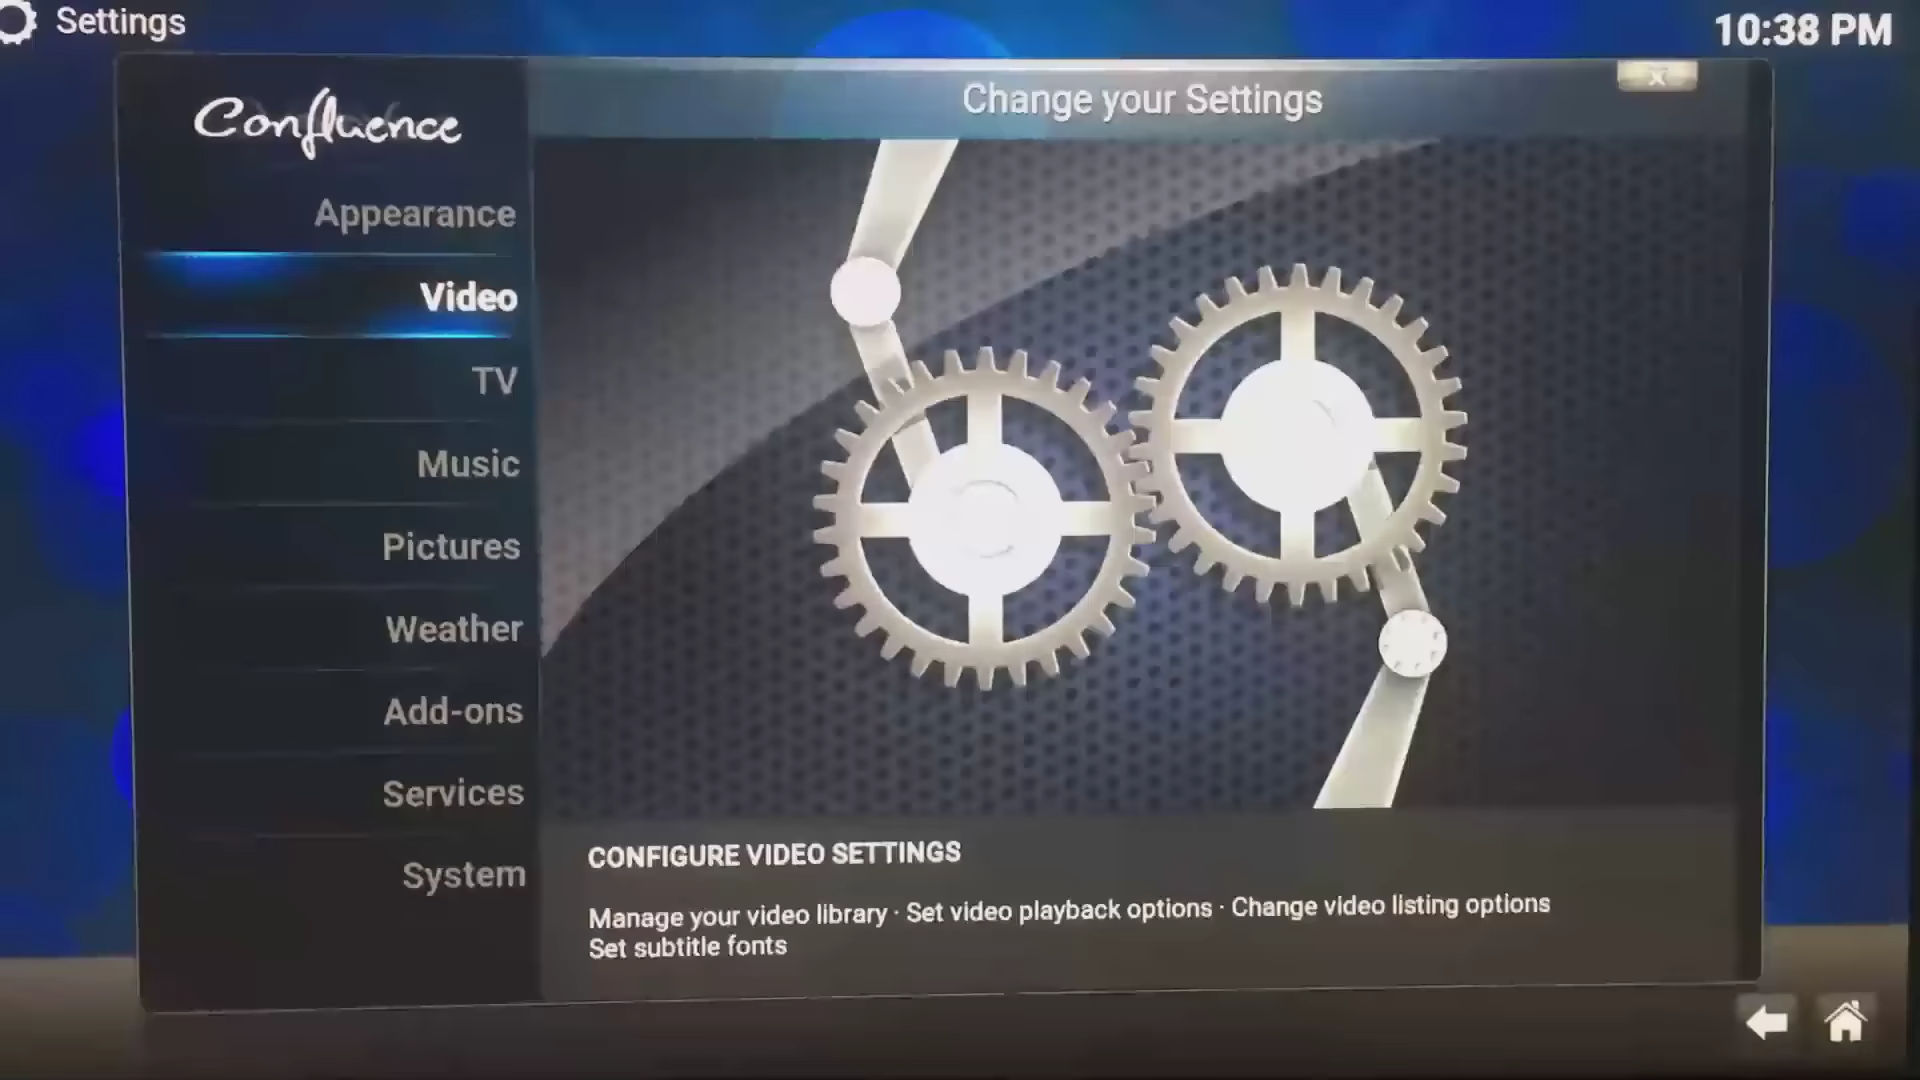 Settings
10:38 PM
Confluence
Change your Settings
Appearance
Video
TV
Music
Pictures
Weather
Add-ons
Services
System
CONFIGURE VIDEO SETTINGS
Manage your video library · Set video playback options · Change video listing options
Set subtitle fonts